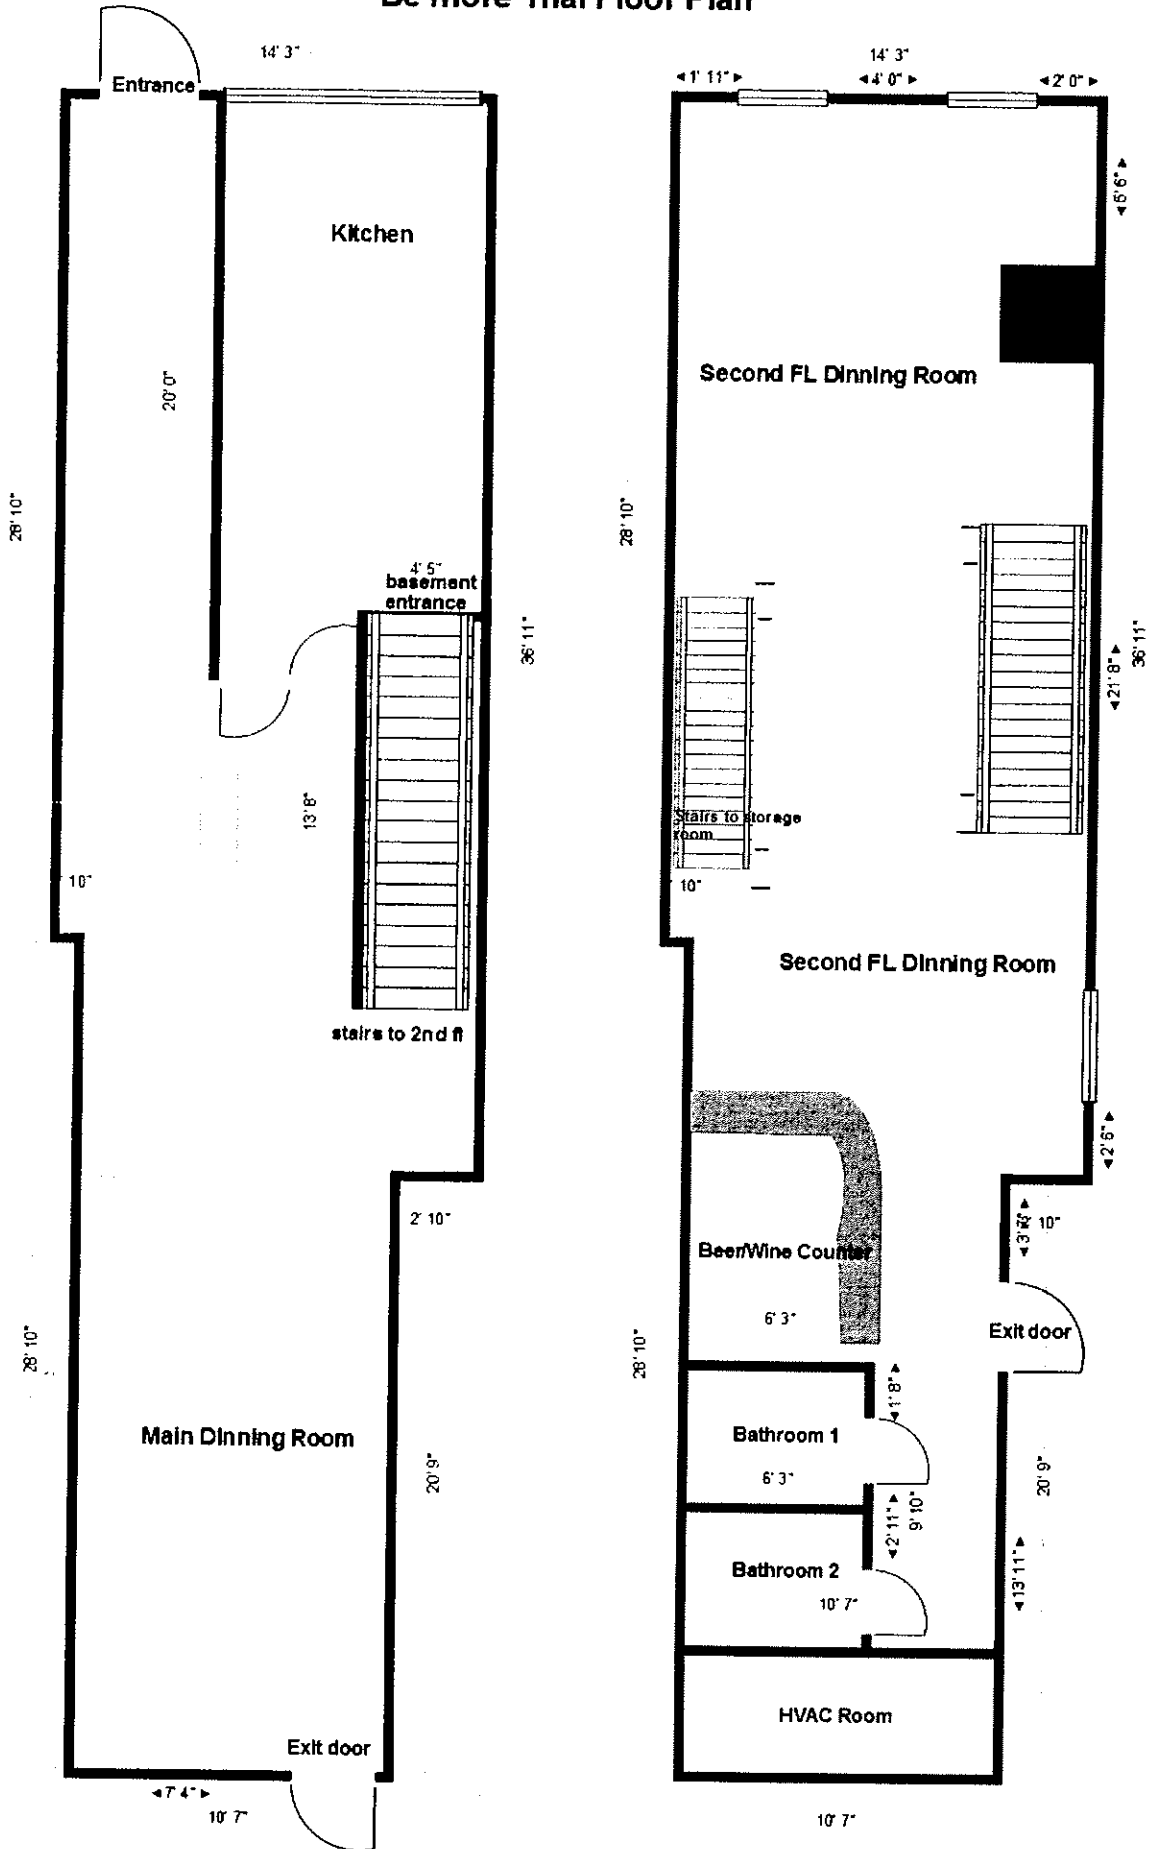 Be more Thai Floor Plan
14' 3"
Entrance
Kitchen
20' 0"
28' 10"
4' 5"
basement
entrance
36' 11"
13' 8"
10"
stairs to 2nd fl
2' 10"
28' 10"
Main Dinning Room
20' 9"
Exit door
7' 4"
10' 7"
14' 3"
1' 11"
4' 0"
2' 0"
Second FL Dinning Room
28' 10"
21' 8"
36' 11"
Stairs to storage
room
10"
Second FL Dinning Room
2' 6"
10"
Beer/Wine Counter
6' 3"
Exit door
28' 10"
1' 8"
Bathroom 1
6' 3"
20' 9"
2' 11"
9' 10"
Bathroom 2
10' 7"
13' 11"
HVAC Room
10' 7"